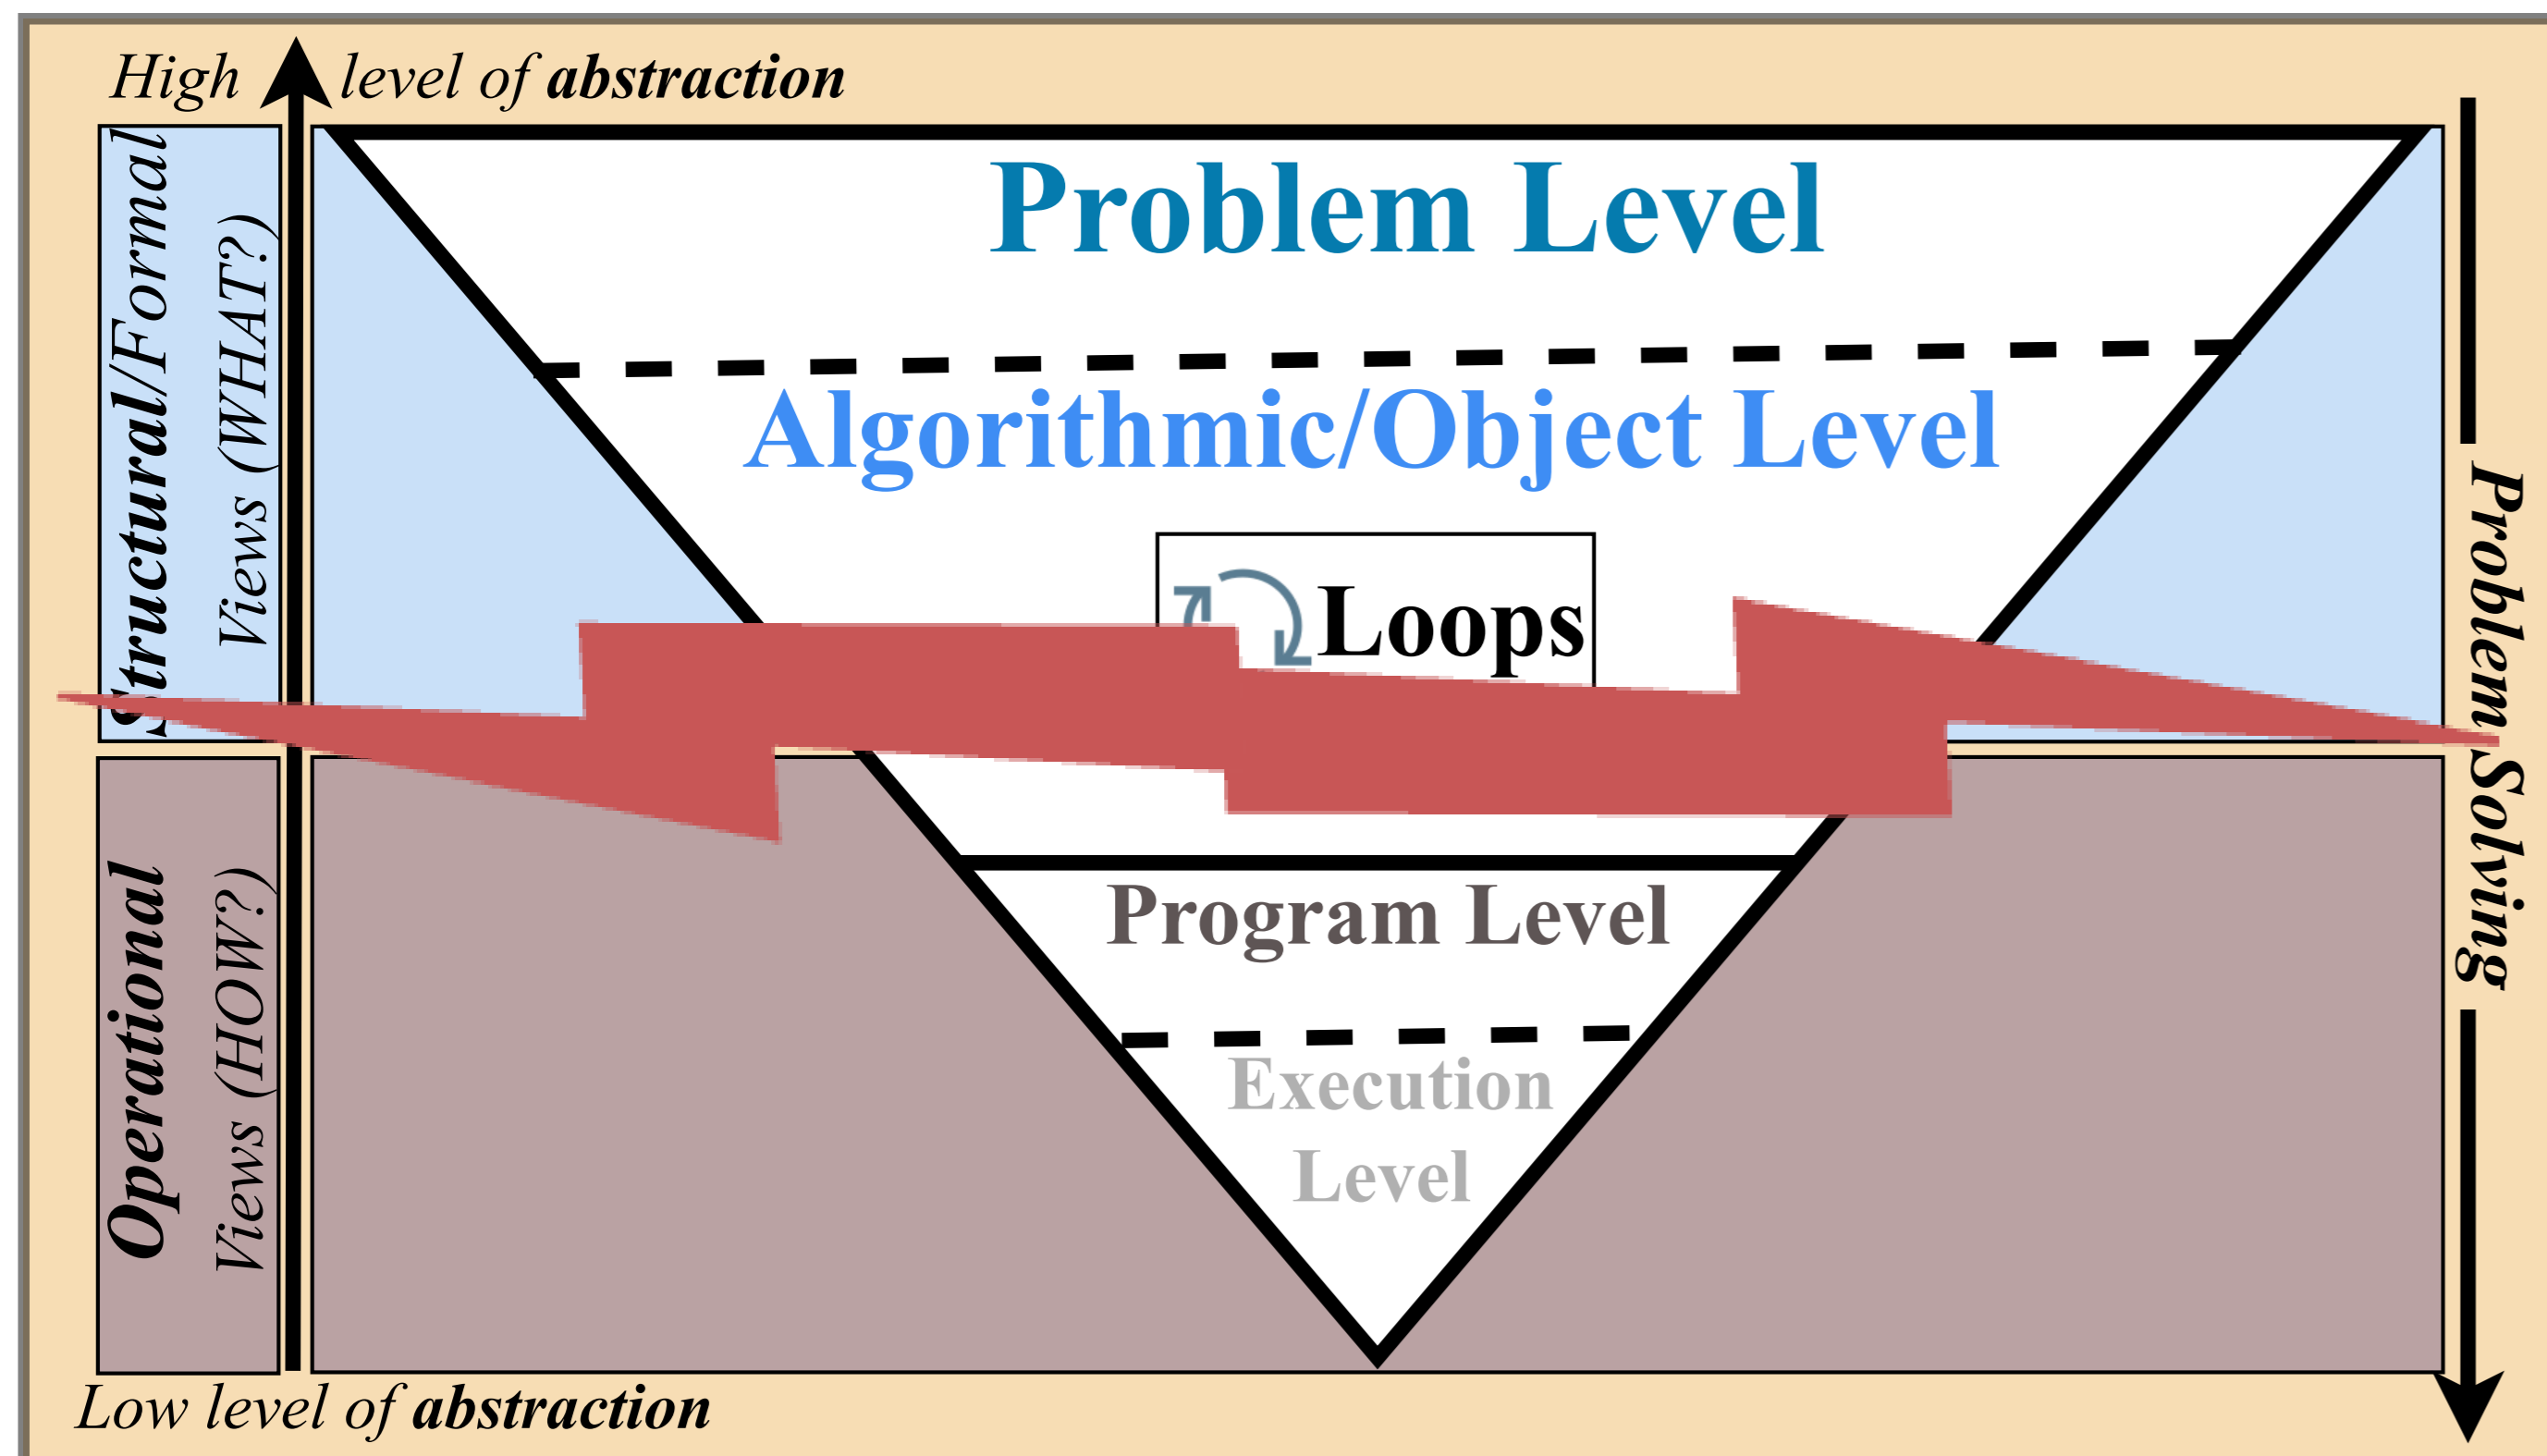 High level of abstraction
Structural/Formal
Views (WHAT?)
Problem Level
Algorithmic/Object Level
Loops
Problem Solving
Operational
Views (HOW?)
Program Level
Execution
Level
Low level of abstraction